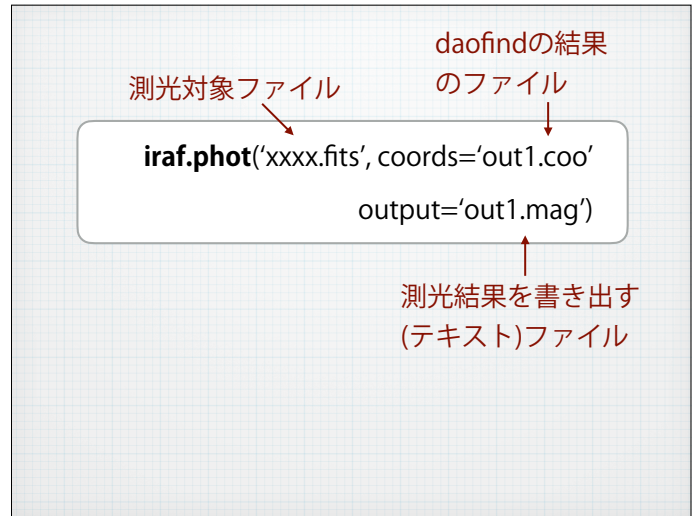 daofindの結果
のファイル
測光対象ファイル
iraf.phot(‘xxxx.fits’, coords=‘out1.coo’
output=‘out1.mag’)
測光結果を書き出す
(テキスト)ファイル